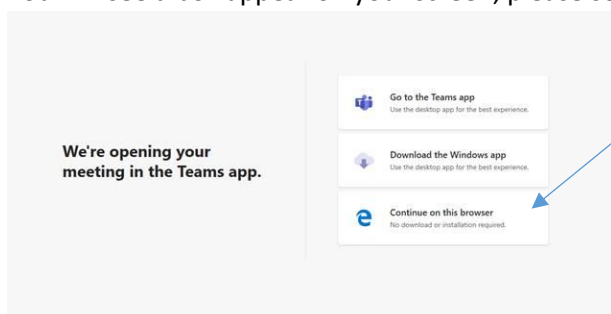 We're opening your
meeting in the Teams app.
Go to the Teams app
Use the desktop app for the best experience.
Download the Windows app
Use the desktop app for the best experience.
Continue on this browser
No download or installation required.